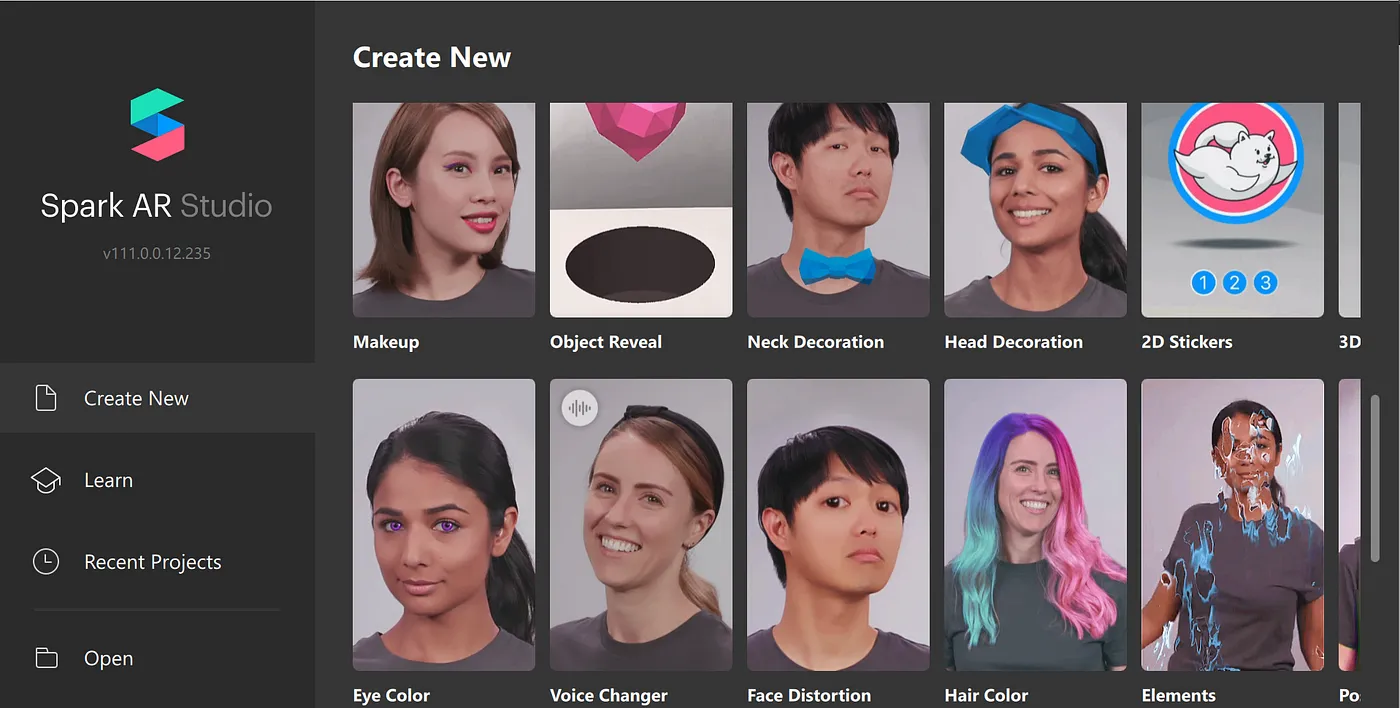 Spark AR Studio
v111.0.0.12.235
Create New
Learn
Recent Projects
Open
Create New
Makeup
Object Reveal
Neck Decoration
Head Decoration
1 2 3
2D Stickers
3D
Eye Color
Voice Changer
Face Distortion
Hair Color
Elements
Po